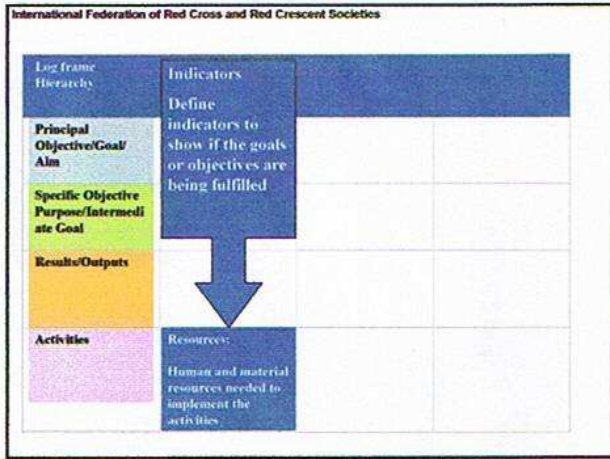 International Federation of Red Cross and Red Crescent Societies
Log frame
Hierarchy
Indicators
Define
indicators to
show if the goals
or objectives are
being fulfilled
Principal
Objective/Goal/
Aim
Specific Objective
Purpose/Intermedi
ate Goal
Results/Outputs
Activities
Resources:
Human and material
resources needed to
implement the
activities